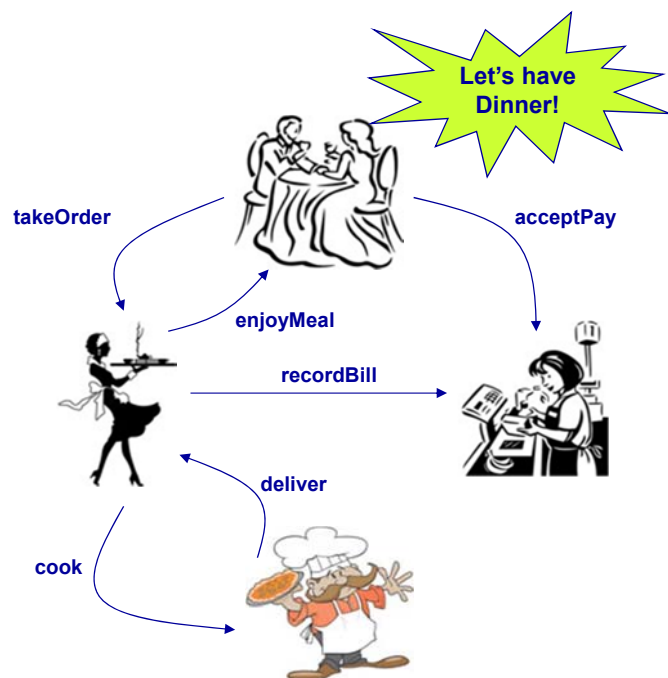 Let's have
Dinner!
takeOrder
acceptPay
enjoyMeal
recordBill
deliver
cook